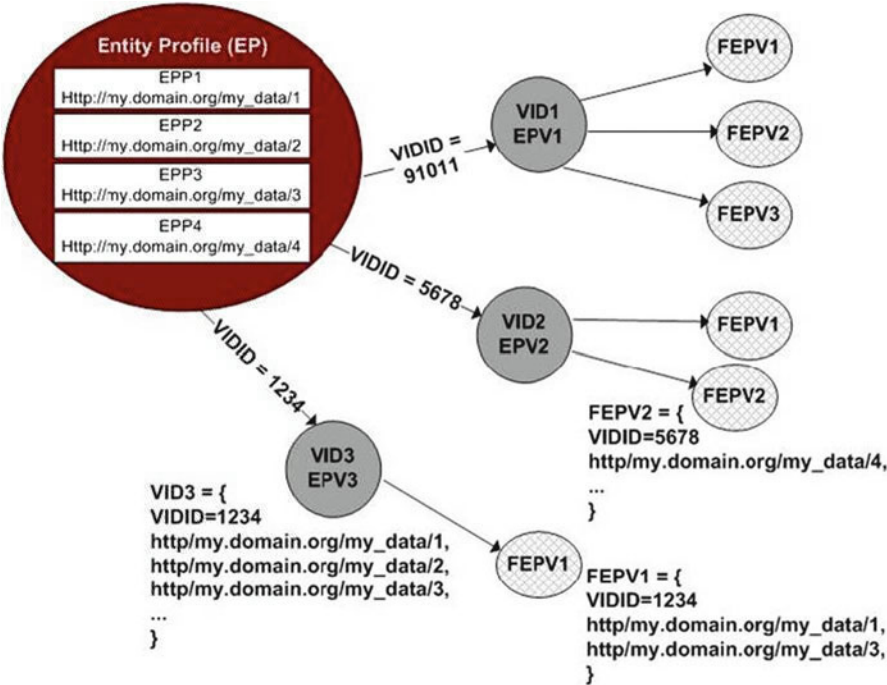 Entity Profile (EP)
EPP1
Http://my.domain.org/my_data/1
EPP2
Http://my.domain.org/my_data/2
EPP3
Http://my.domain.org/my_data/3
EPP4
Http://my.domain.org/my_data/4
VIDID =
91011
VID1
EPV1
FEPV1
FEPV2
FEPV3
VIDID = 5678
VID2
EPV2
FEPV1
FEPV2
FEPV2 = {
VIDID=5678
http/my.domain.org/my_data/4,
...
}
VIDID = 1234
VID3
EPV3
VID3 = {
VIDID=1234
http/my.domain.org/my_data/1,
http/my.domain.org/my_data/2,
http/my.domain.org/my_data/3,
...
}
FEPV1
FEPV1 = {
VIDID=1234
http/my.domain.org/my_data/1,
http/my.domain.org/my_data/3,
}